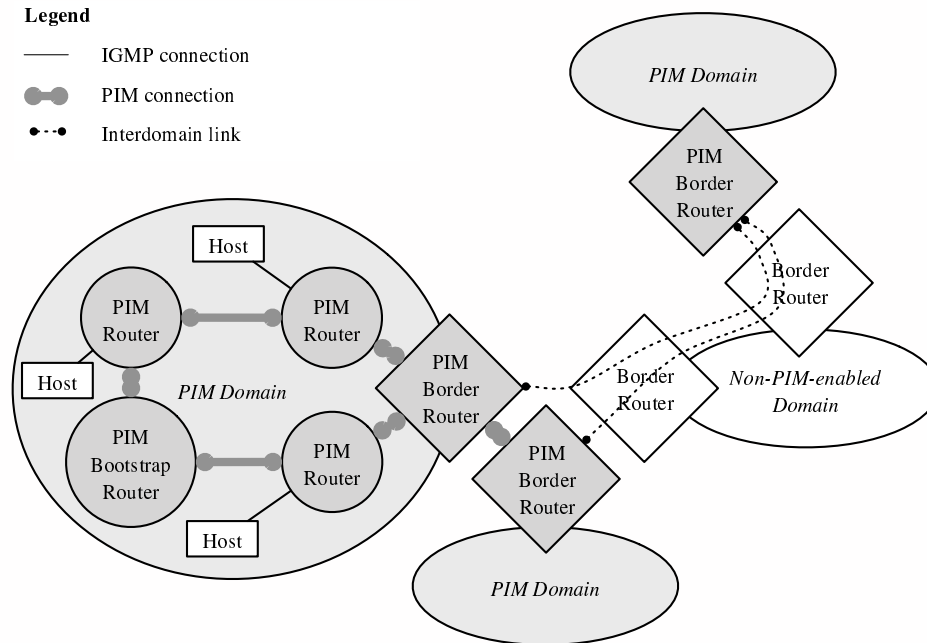 Legend
IGMP connection
PIM connection
Interdomain link
PIM Domain
PIM
Border
Router
Border
Router
Host
PIM
Router
PIM
Router
Host
PIM Domain
PIM
Border
Router
Border
Router
Non-PIM-enabled
Domain
PIM
Bootstrap
Router
PIM
Router
PIM
Border
Router
Host
PIM Domain